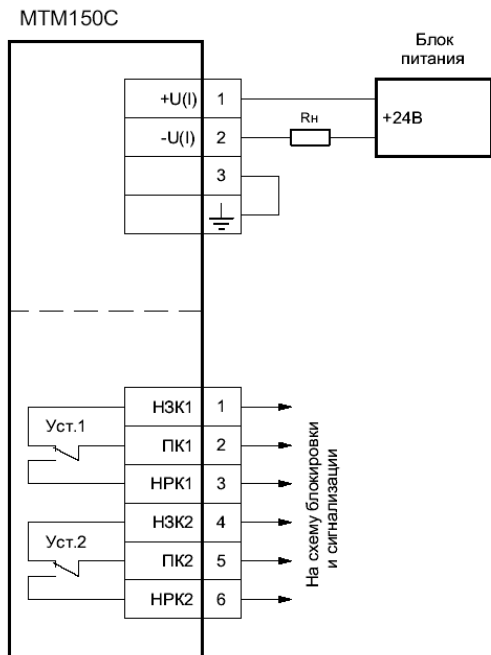 МТМ150С
Блок
питания
+U(I) 1
-U(I) 2
3
Rн
+24В
НЗК1 1
Уст.1
ПК1 2
НРК1 3
НЗК2 4
Уст.2
ПК2 5
НРК2 6
На схему блокировки
и сигнализации